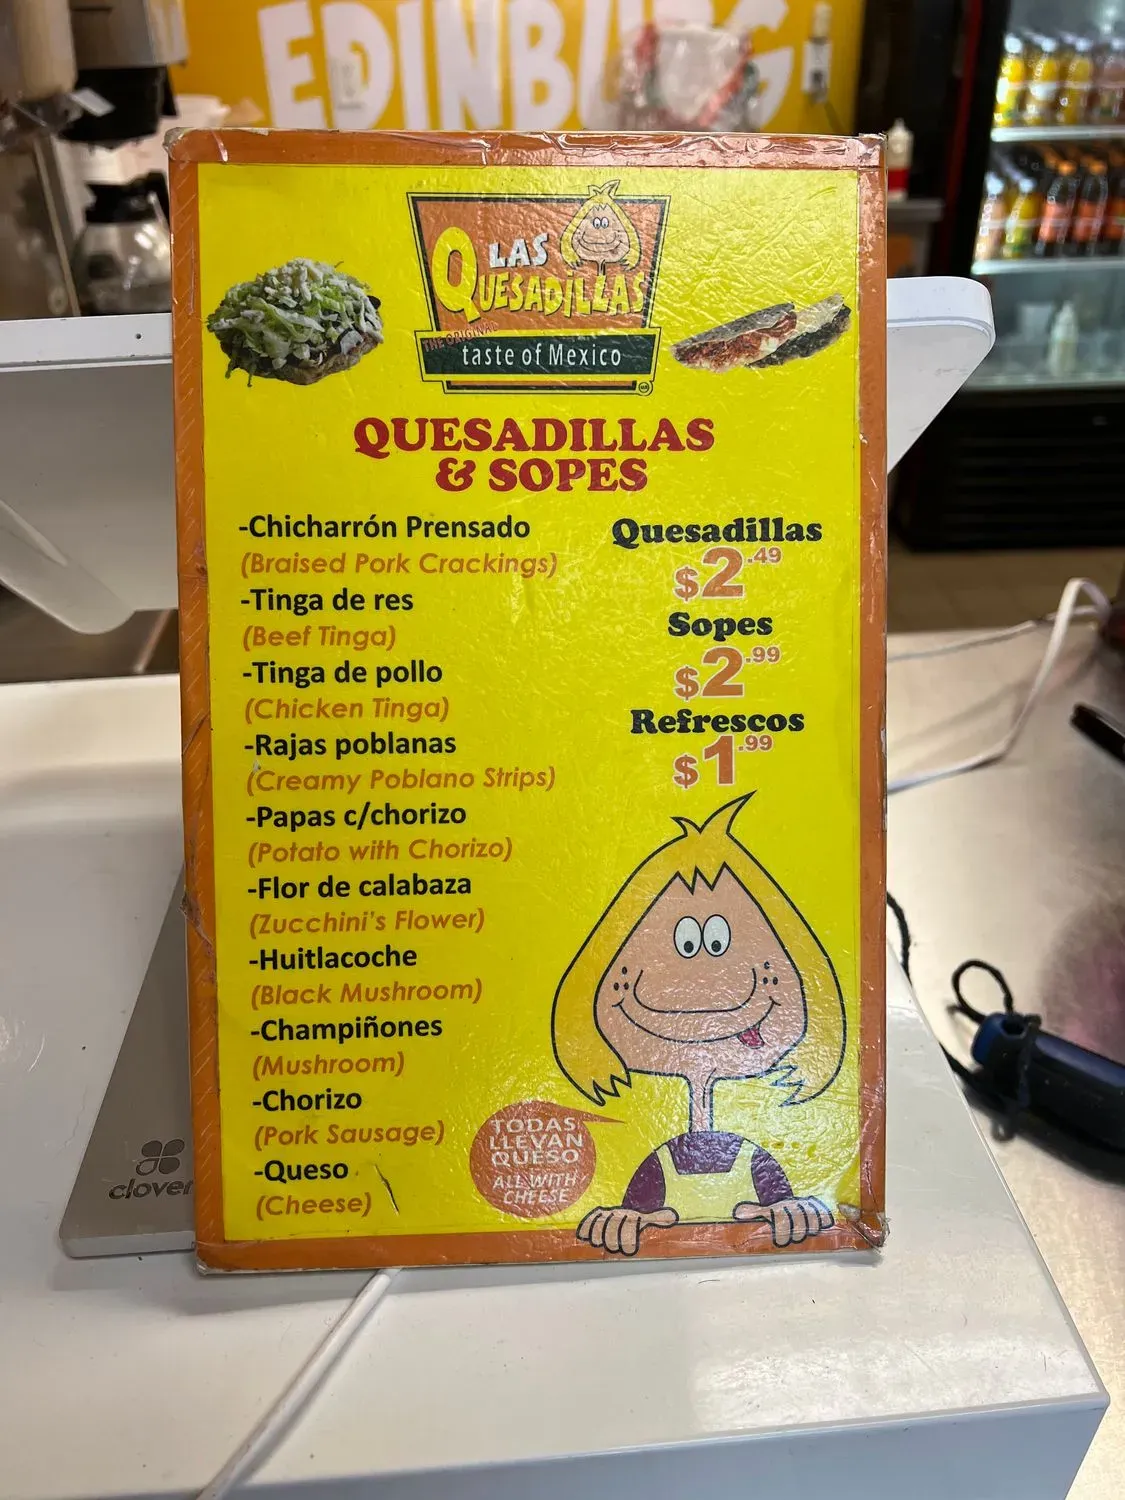 EDINBURG
LAS
QUESADILLAS
THE ORIGINAL
taste of Mexico
QUESADILLAS
& SOPES
-Chicharrón Prensado
(Braised Pork Crackings)
-Tinga de res
(Beef Tinga)
-Tinga de pollo
(Chicken Tinga)
-Rajas poblanas
(Creamy Poblano Strips)
-Papas c/chorizo
(Potato with Chorizo)
-Flor de calabaza
(Zucchini's Flower)
-Huitlacoche
(Black Mushroom)
-Champiñones
(Mushroom)
-Chorizo
(Pork Sausage)
-Queso
(Cheese)
Quesadillas
$2.49
Sopes
$2.99
Refrescos
$1.99
TODAS
LLEVAN
QUESO
ALL WITH
CHEESE
clover